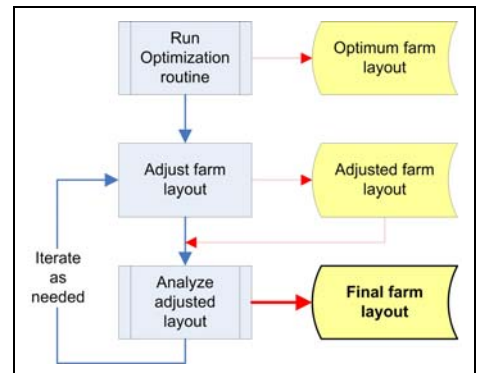 Run
Optimization
routine
Optimum farm
layout
Adjust farm
layout
Adjusted farm
layout
Iterate
as
needed
Analyze
adjusted
layout
Final farm
layout